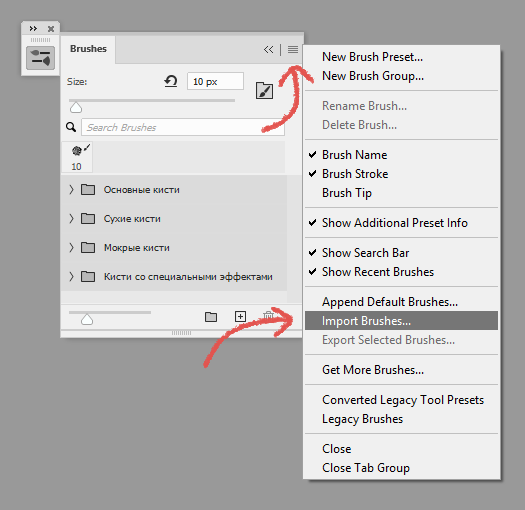 Brushes
Size:
10 px
Search Brushes
10
Основные кисти
Сухие кисти
Мокрые кисти
Кисти со специальными эффектами
New Brush Preset...
New Brush Group...
Rename Brush...
Delete Brush...
Brush Name
Brush Stroke
Brush Tip
Show Additional Preset Info
Show Search Bar
Show Recent Brushes
Append Default Brushes...
Import Brushes...
Export Selected Brushes...
Get More Brushes...
Converted Legacy Tool Presets
Legacy Brushes
Close
Close Tab Group